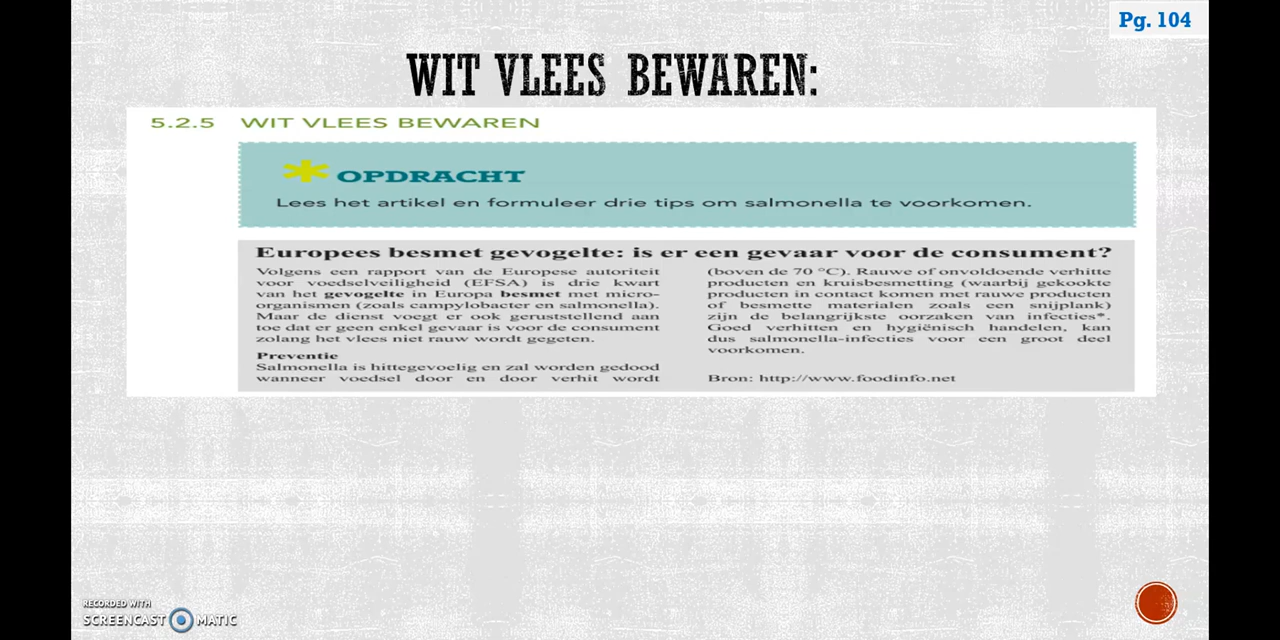 Pg. 104
WIT VLEES BEWAREN:
5.2.5 WIT VLEES BEWAREN
* OPDRACHT
Lees het artikel en formuleer drie tips om salmonella te voorkomen.
Europees besmet gevogelte: is er een gevaar voor de consument?
Volgens een rapport van de Europese autoriteit
voor voedselveiligheid (EFSA) is drie kwart
van het gevogelte in Europa besmet met micro-
organismen (zoals campylobacter en salmonella).
Maar de dienst voegt er ook geruststellend aan
toe dat er geen enkel gevaar is voor de consument
zolang het vlees niet rauw wordt gegeten.
Preventie
Salmonella is hittegevoelig en zal worden gedood
wanneer voedsel door en door verhit wordt
(boven de 70 °C). Rauwe of onvoldoende verhitte
producten en kruisbesmetting (waarbij gekookte
producten in contact komen met rauwe producten
of besmette materialen zoals een snijplank)
zijn de belangrijkste oorzaken van infecties*.
Goed verhitten en hygiënisch handelen, kan
dus salmonella-infecties voor een groot deel
voorkomen.
Bron: http://www.foodinfo.net
RECORDED WITH
SCREENCAST MATIC